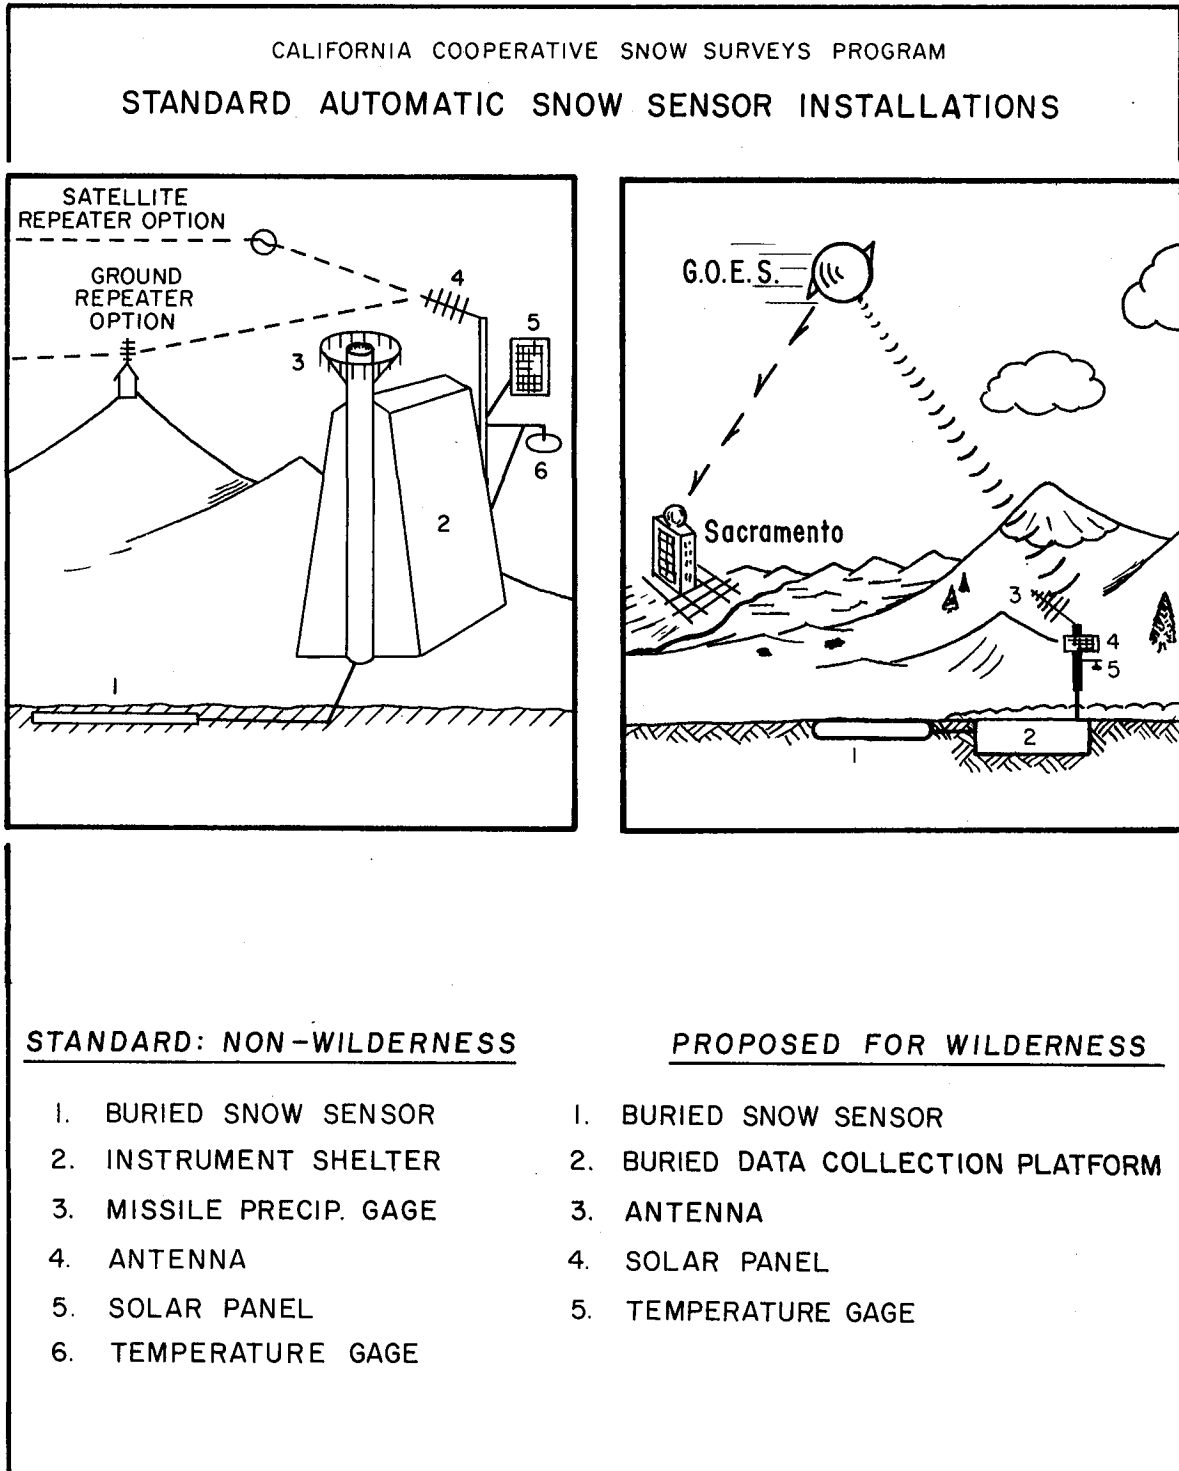 CALIFORNIA COOPERATIVE SNOW SURVEYS PROGRAM
STANDARD AUTOMATIC SNOW SENSOR INSTALLATIONS
SATELLITE
REPEATER OPTION
GROUND
REPEATER
OPTION
4
5
3
6
2
1
G.O.E.S.
Sacramento
3
4
5
2
1
STANDARD: NON-WILDERNESS
1. BURIED SNOW SENSOR
2. INSTRUMENT SHELTER
3. MISSILE PRECIP. GAGE
4. ANTENNA
5. SOLAR PANEL
6. TEMPERATURE GAGE
PROPOSED FOR WILDERNESS
1. BURIED SNOW SENSOR
2. BURIED DATA COLLECTION PLATFORM
3. ANTENNA
4. SOLAR PANEL
5. TEMPERATURE GAGE